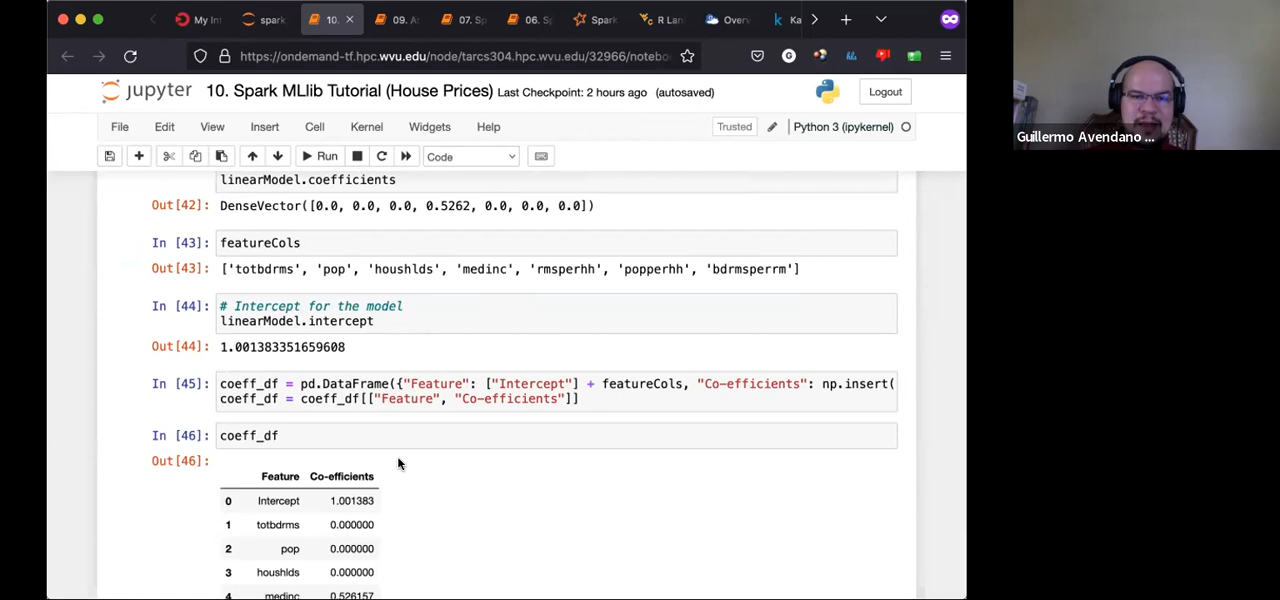 My In
spark
10.
09. A
07. Sp
06. Sp
Spark
R Lan
Overv
Ka
https://ondemand-tf.hpc.wvu.edu/node/tarcs304.hpc.wvu.edu/32966/notebo
jupyter 10. Spark MLlib Tutorial (House Prices) Last Checkpoint: 2 hours ago (autosaved)
Logout
File Edit View Insert Cell Kernel Widgets Help
Trusted
Python 3 (ipykernel)
Run
Code
linearModel.coefficients
Out[42]: DenseVector([0.0, 0.0, 0.0, 0.5262, 0.0, 0.0, 0.0])
In [43]: featureCols
Out[43]: ['totbdrms', 'pop', 'houshlds', 'medinc', 'rmsperhh', 'popperhh', 'bdrmsperrm']
In [44]: # Intercept for the model
linearModel.intercept
Out[44]: 1.001383351659608
In [45]: coeff_df = pd.DataFrame({"Feature": ["Intercept"] + featureCols, "Co-efficients": np.insert(
coeff_df = coeff_df[["Feature", "Co-efficients"]]
In [46]: coeff_df
Out[46]:
Feature Co-efficients
0 Intercept 1.001383
1 totbdrms 0.000000
2 pop 0.000000
3 houshlds 0.000000
4 medinc 0.526157
Guillermo Avendano ...